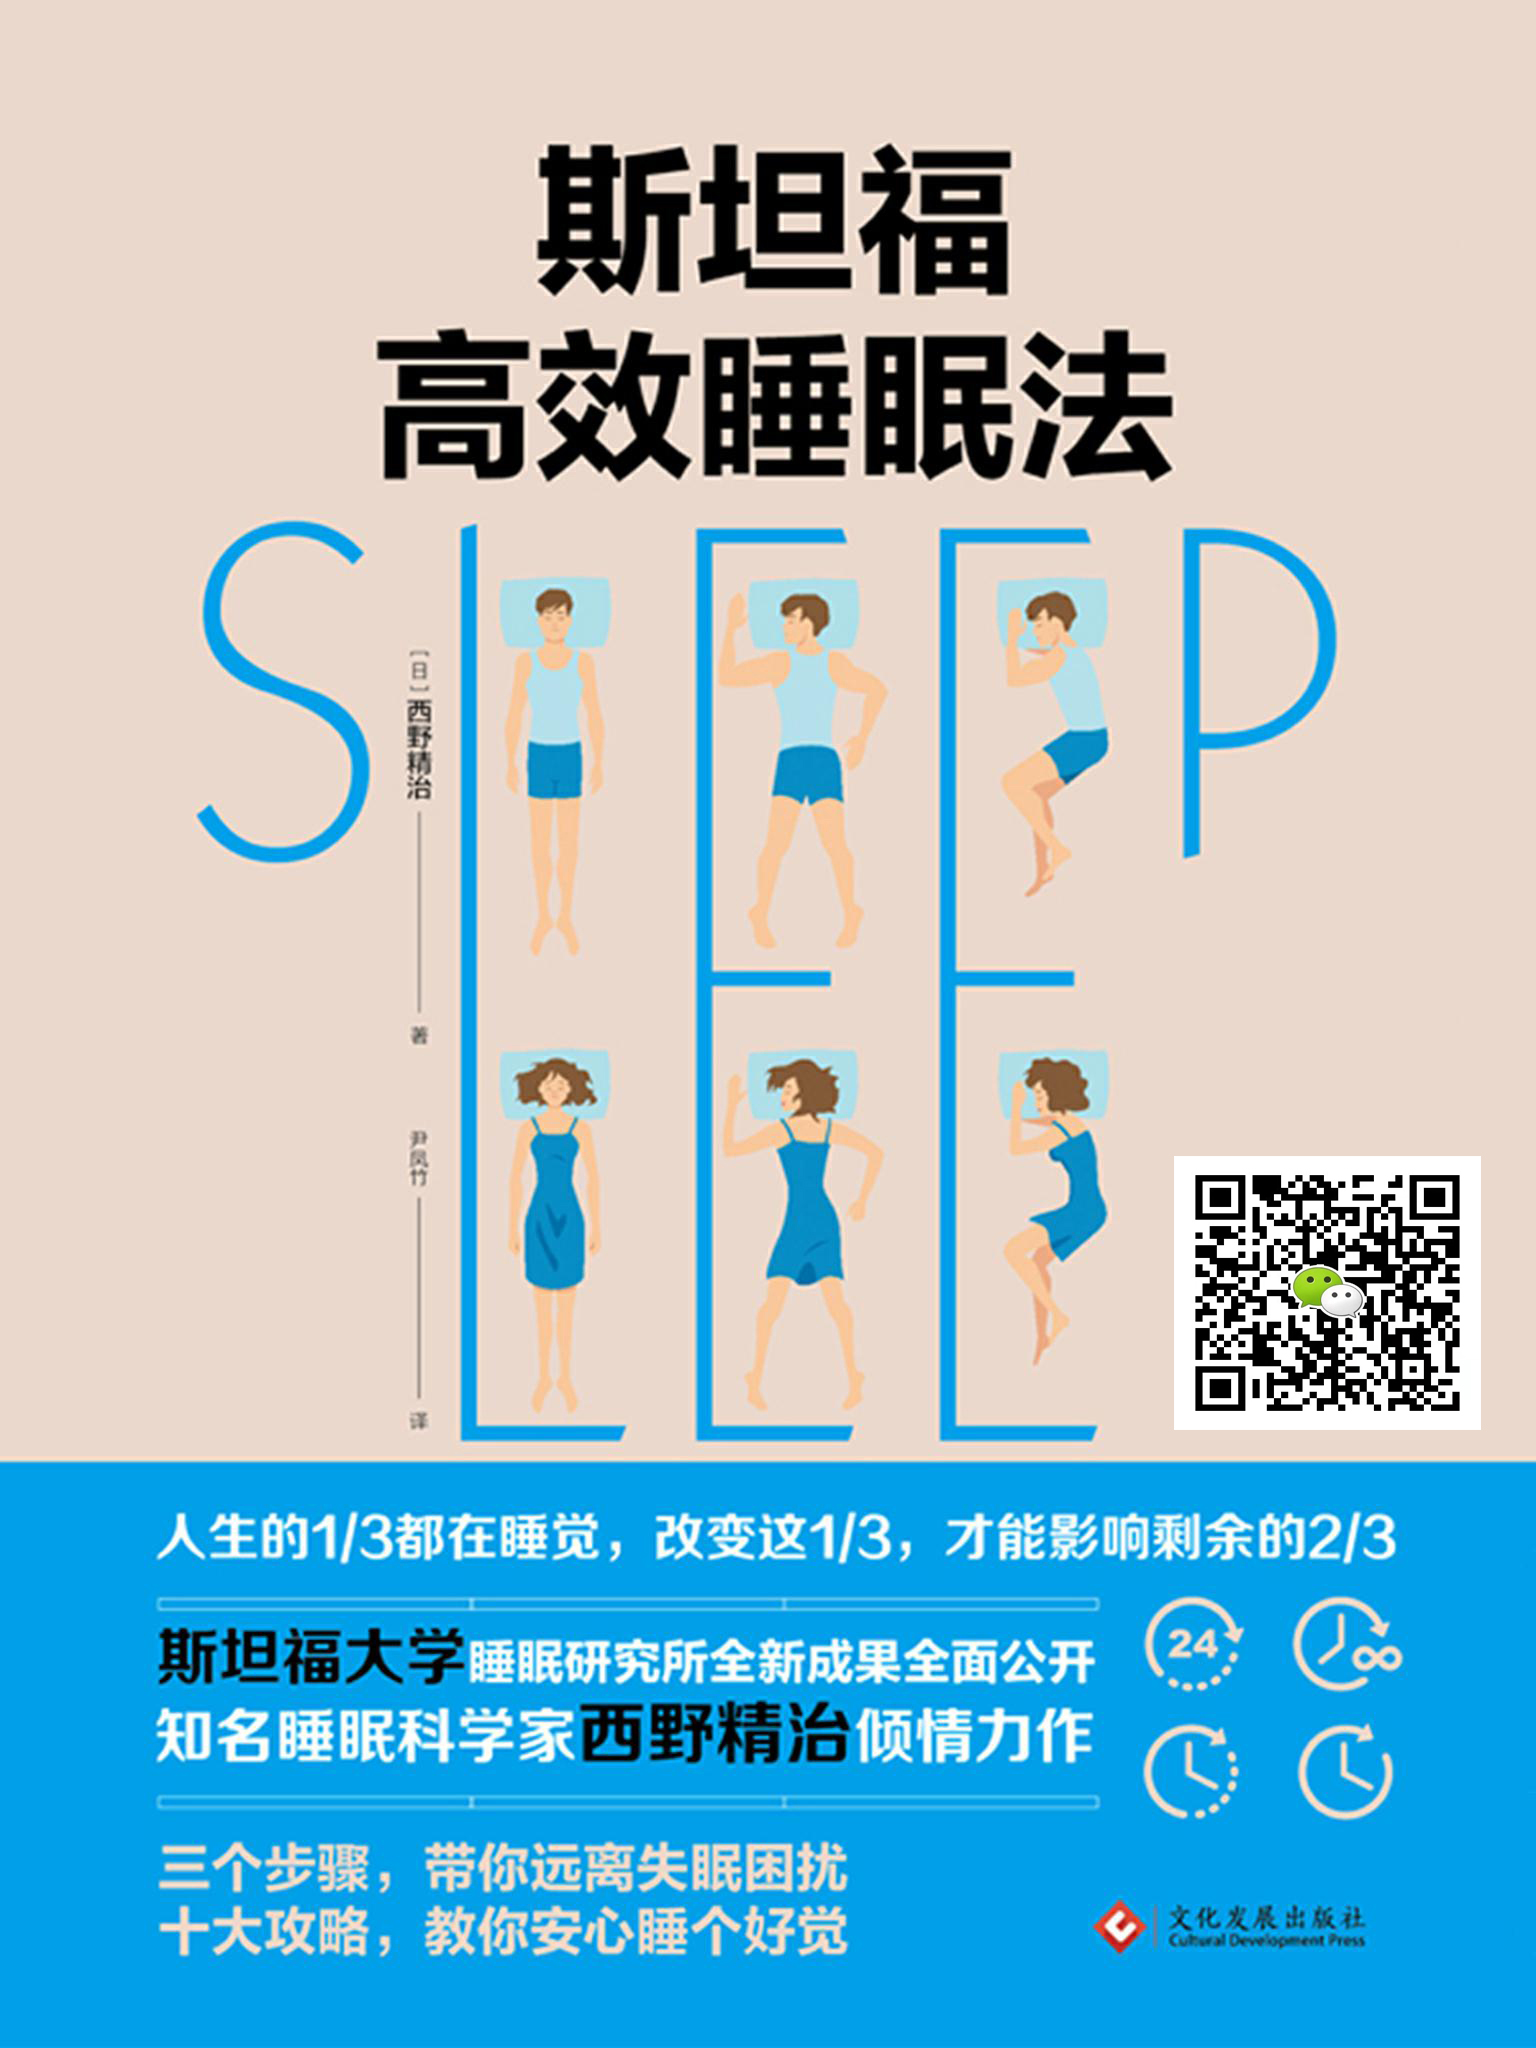 斯坦福
高效睡眠法
SLEEP
[日]西野精治 著
尹凤竹 译
人生的1/3都在睡觉，改变这1/3，才能影响剩余的2/3
斯坦福大学睡眠研究所全新成果全面公开
知名睡眠科学家西野精治倾情力作
24
三个步骤，带你远离失眠困扰
十大攻略，教你安心睡个好觉
文化发展出版社
Cultural Development Press